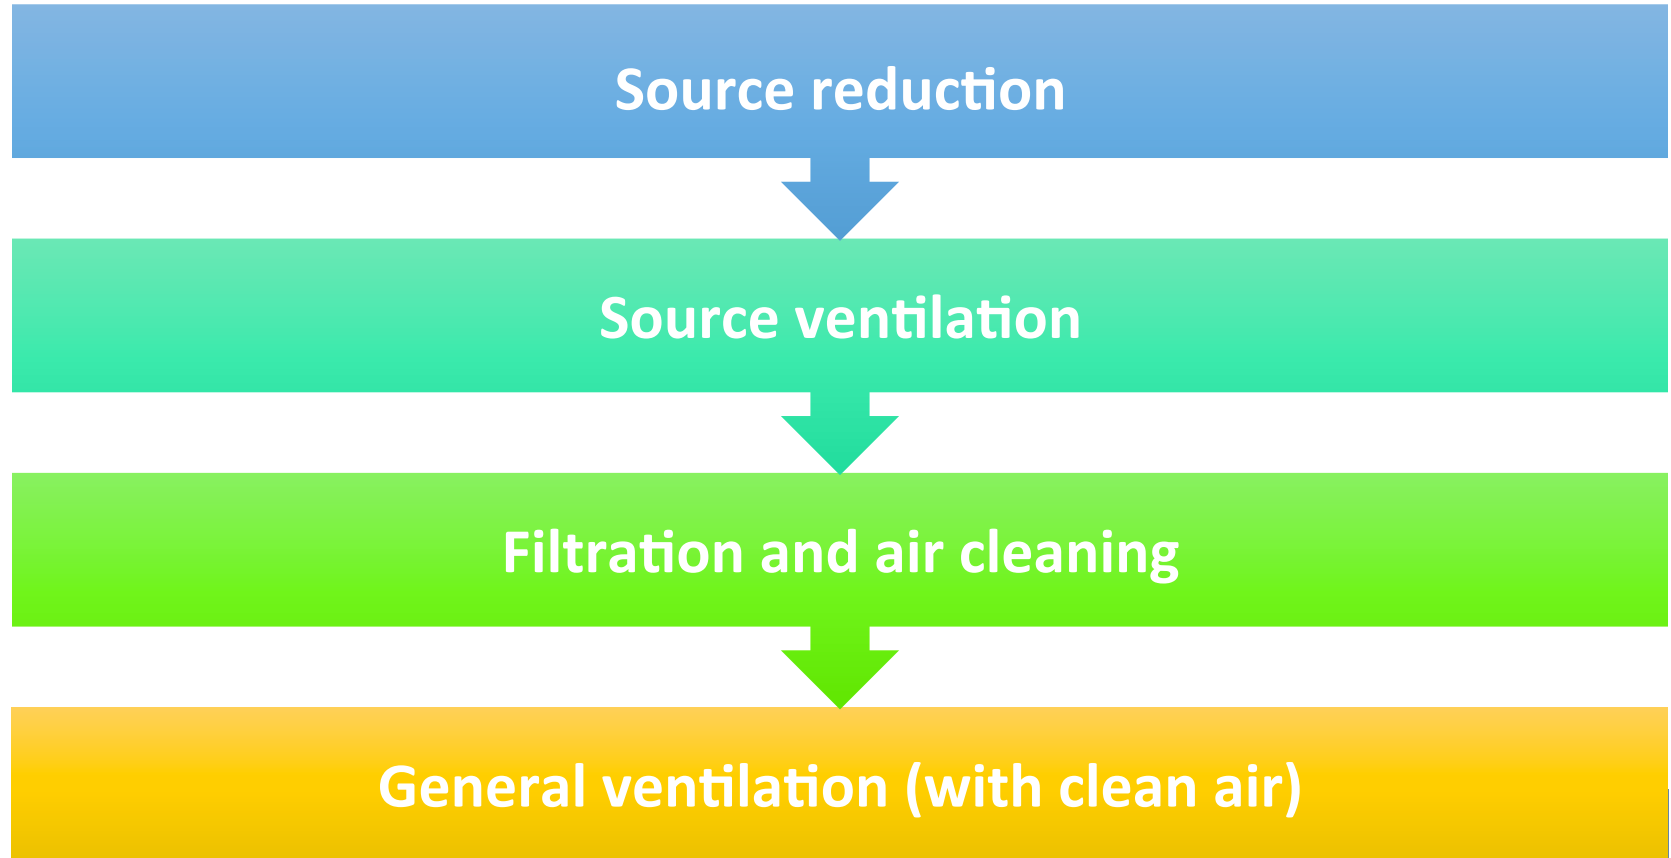 Source reduction
Source ventilation
Filtration and air cleaning
General ventilation (with clean air)